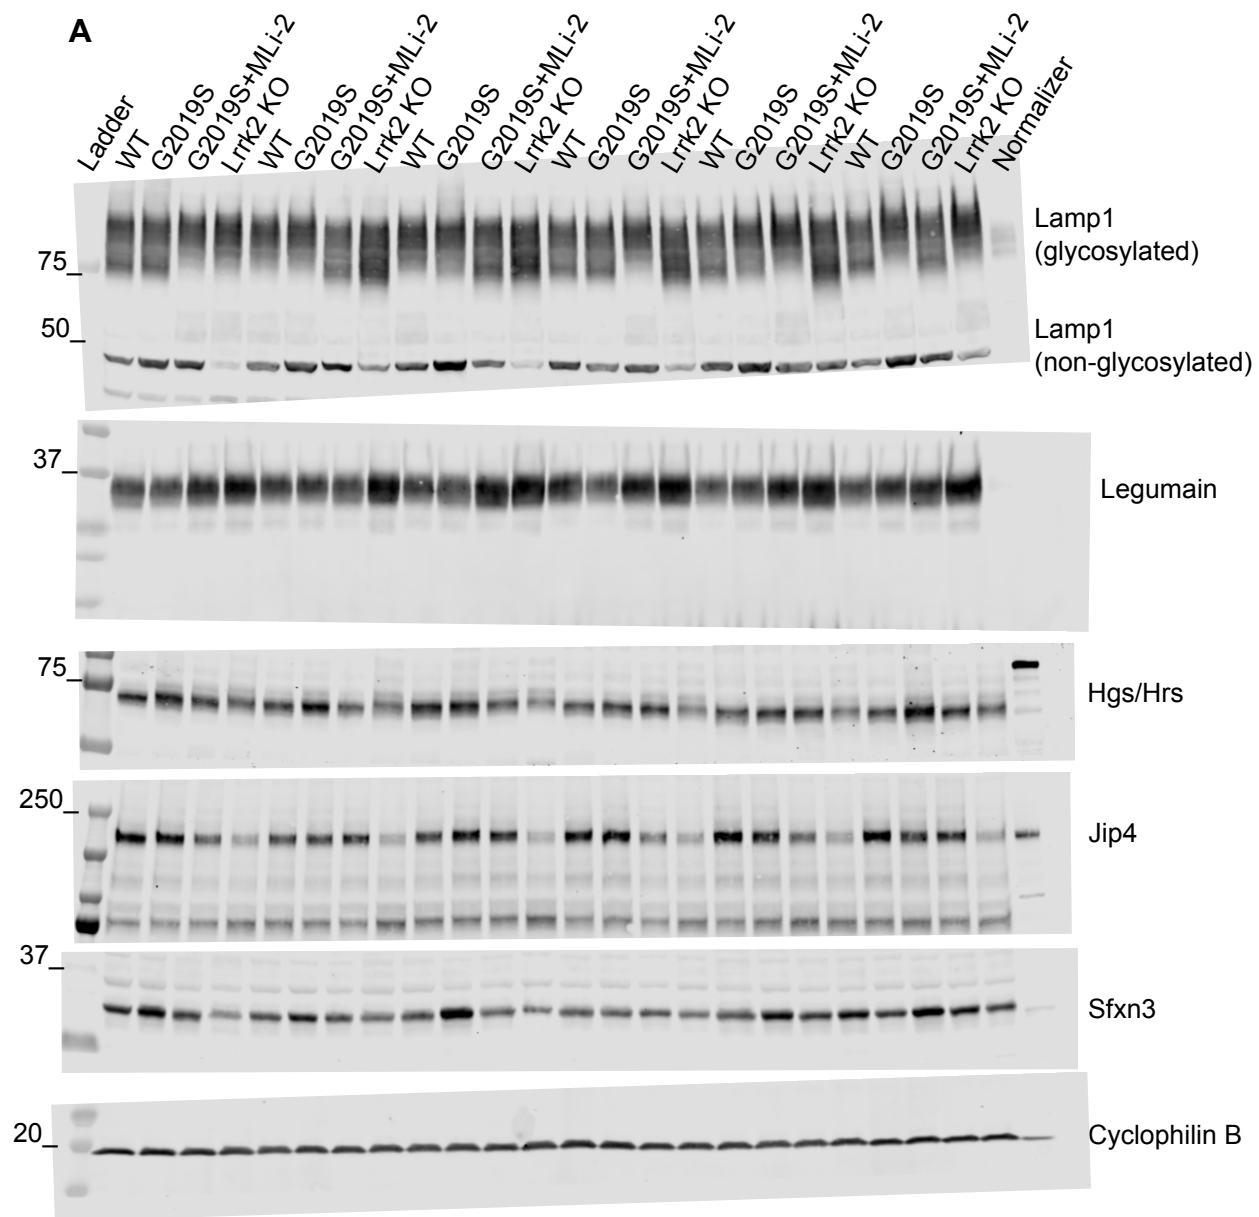 A
Ladder
WT
G2019S
G2019S+MLi-2
Lrrk2 KO
WT
G2019S
G2019S+MLi-2
Lrrk2 KO
WT
G2019S
G2019S+MLi-2
Lrrk2 KO
WT
G2019S
G2019S+MLi-2
Lrrk2 KO
WT
G2019S
G2019S+MLi-2
Lrrk2 KO
WT
G2019S
G2019S+MLi-2
Lrrk2 KO
Normalizer
Lamp1
(glycosylated)
75
50
Lamp1
(non-glycosylated)
37
Legumain
75
Hgs/Hrs
250
Jip4
37
Sfxn3
20
Cyclophilin B